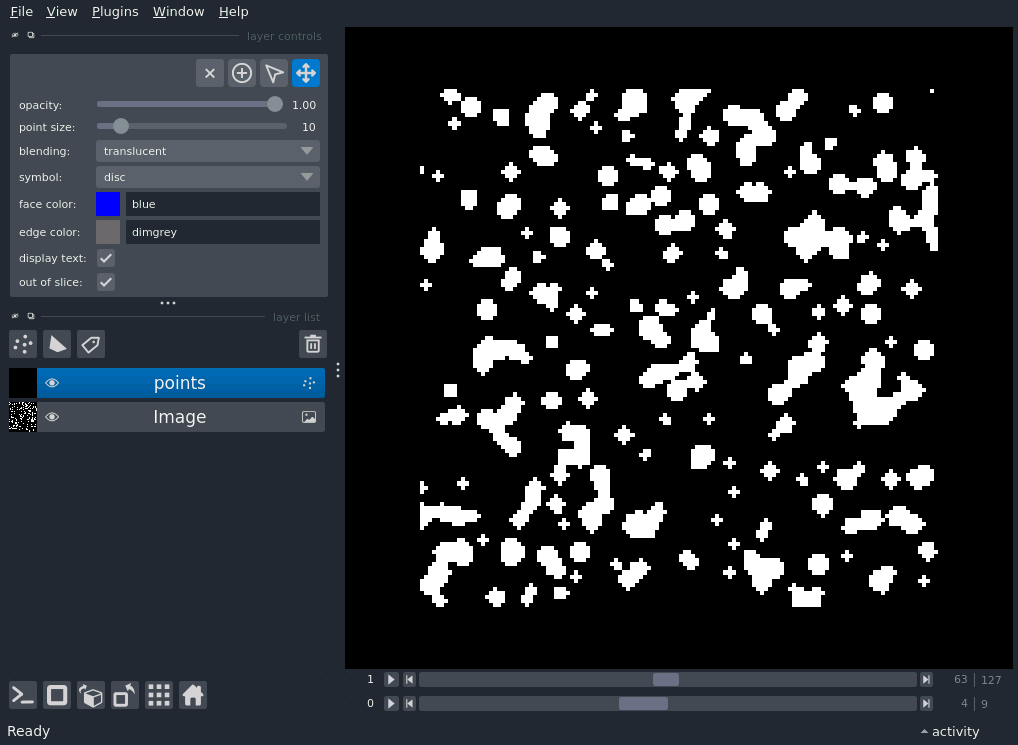 File View Plugins Window Help
layer controls
opacity: 1.00
point size: 10
blending: translucent
symbol: disc
face color: blue
edge color: dimgrey
display text:
out of slice:
layer list
points
Image
1 63 127
0 4 9
Ready activity